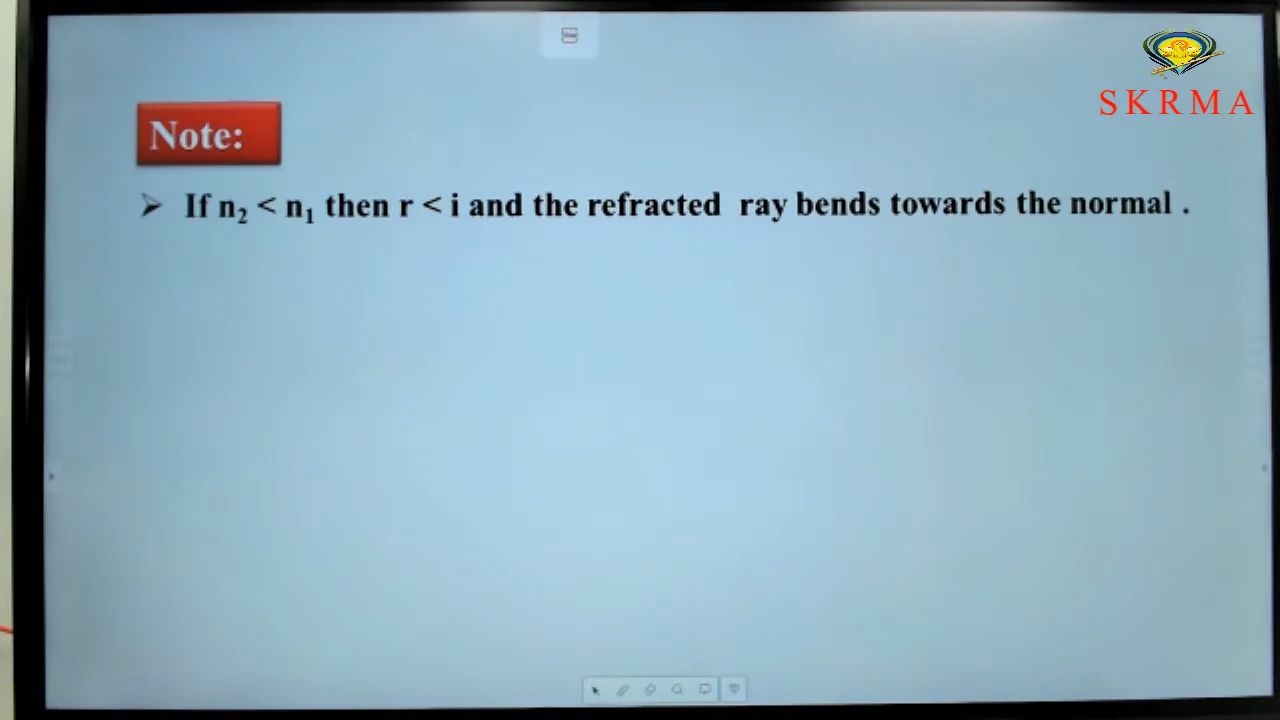 SKRMA
Note:
➢ If n₂ < n₁ then r < i and the refracted ray bends towards the normal .